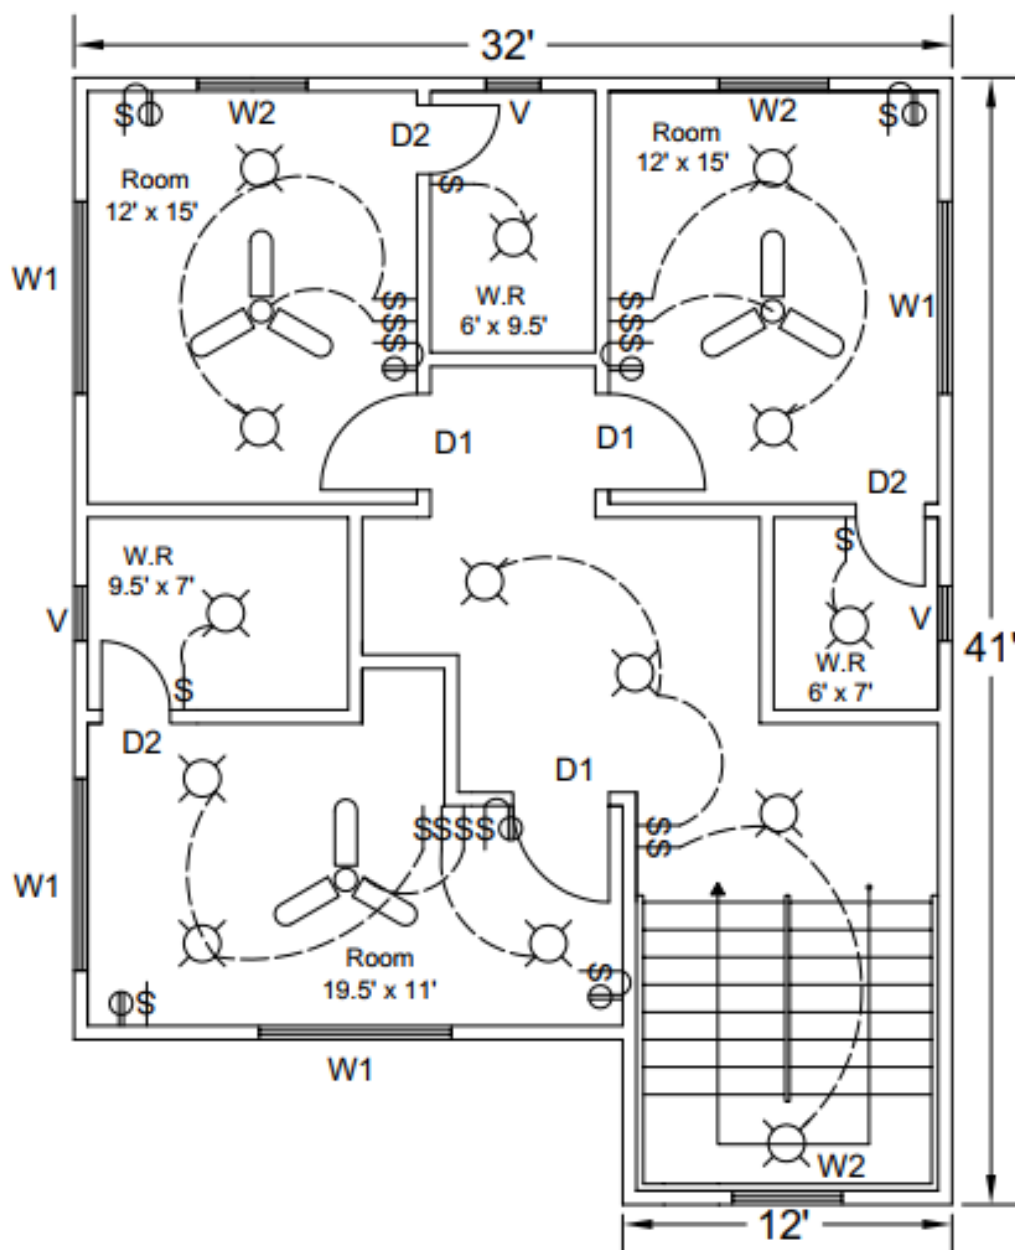 32'
W2
V
W2
S
S
D2
Room
12' x 15'
Room
12' x 15'
S
W1
W.R
6' x 9.5'
W1
S
S
S
S
S
S
D1
D1
D2
W.R
9.5' x 7'
S
V
V
41'
W.R
6' x 7'
S
D2
D1
S
S
S
S
S
S
W1
Room
19.5' x 11'
S
S
W1
W2
12'